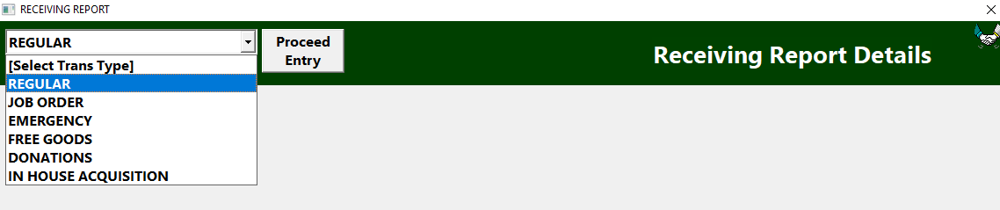 RECEIVING REPORT
REGULAR
Proceed
Entry
Receiving Report Details
[Select Trans Type]
REGULAR
JOB ORDER
EMERGENCY
FREE GOODS
DONATIONS
IN HOUSE ACQUISITION